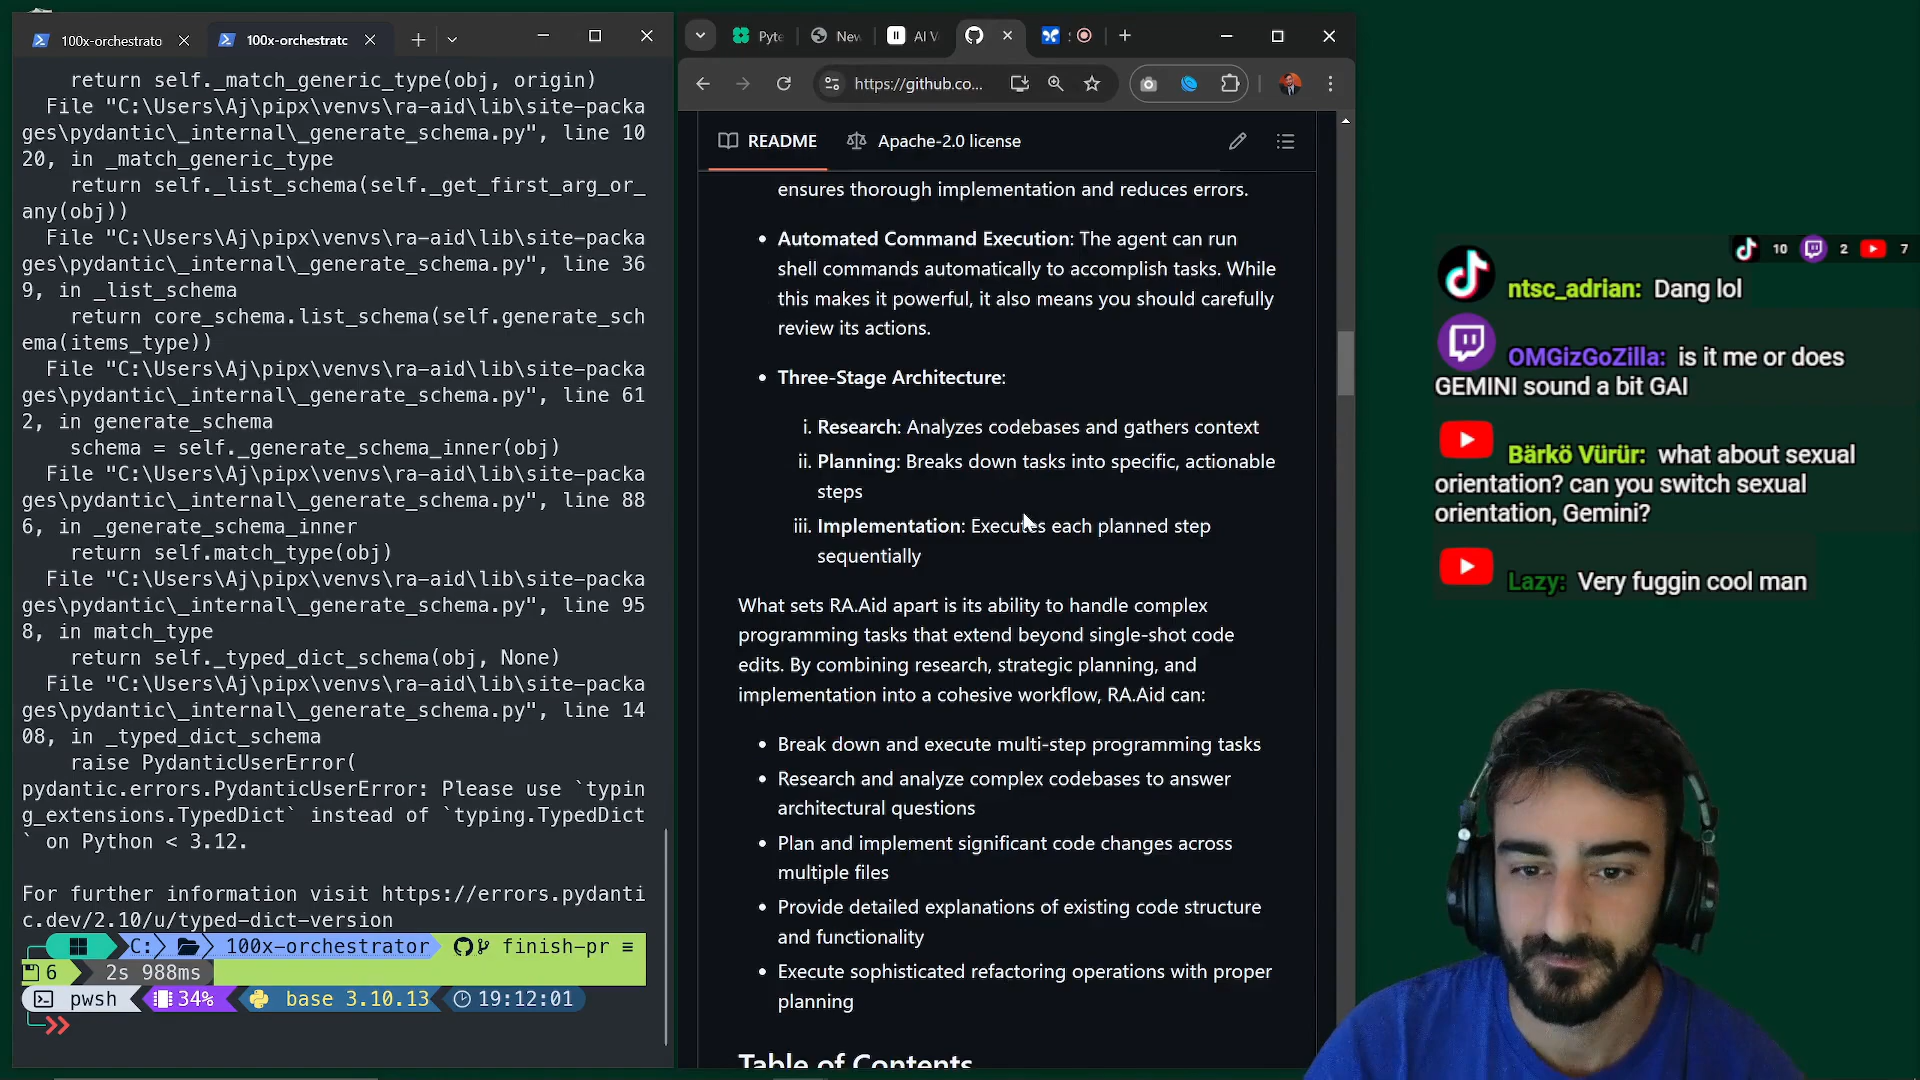 100x-orchestrato
100x-orchestratc
return self._match_generic_type(obj, origin)
File "C:\Users\Aj\pipx\venvs\ra-aid\lib\site-packa
ges\pydantic\_internal\_generate_schema.py", line 10
20, in _match_generic_type
return self._list_schema(self._get_first_arg_or_
any(obj))
File "C:\Users\Aj\pipx\venvs\ra-aid\lib\site-packa
ges\pydantic\_internal\_generate_schema.py", line 36
9, in _list_schema
return core_schema.list_schema(self.generate_sch
ema(items_type))
File "C:\Users\Aj\pipx\venvs\ra-aid\lib\site-packa
ges\pydantic\_internal\_generate_schema.py", line 61
2, in generate_schema
schema = self._generate_schema_inner(obj)
File "C:\Users\Aj\pipx\venvs\ra-aid\lib\site-packa
ges\pydantic\_internal\_generate_schema.py", line 88
6, in _generate_schema_inner
return self.match_type(obj)
File "C:\Users\Aj\pipx\venvs\ra-aid\lib\site-packa
ges\pydantic\_internal\_generate_schema.py", line 95
8, in match_type
return self._typed_dict_schema(obj, None)
File "C:\Users\Aj\pipx\venvs\ra-aid\lib\site-packa
ges\pydantic\_internal\_generate_schema.py", line 14
08, in _typed_dict_schema
raise PydanticUserError(
pydantic.errors.PydanticUserError: Please use `typin
g_extensions.TypedDict` instead of `typing.TypedDict
` on Python < 3.12.
For further information visit https://errors.pydanti
c.dev/2.10/u/typed-dict-version
C: 100x-orchestrator finish-pr ≡
6 2s 988ms
pwsh 34% base 3.10.13 19:12:01
Pyte
New
AI V
https://github.co...
README
Apache-2.0 license
ensures thorough implementation and reduces errors.
• Automated Command Execution: The agent can run
shell commands automatically to accomplish tasks. While
this makes it powerful, it also means you should carefully
review its actions.
• Three-Stage Architecture:
i. Research: Analyzes codebases and gathers context
ii. Planning: Breaks down tasks into specific, actionable
steps
iii. Implementation: Executes each planned step
sequentially
What sets RA.Aid apart is its ability to handle complex
programming tasks that extend beyond single-shot code
edits. By combining research, strategic planning, and
implementation into a cohesive workflow, RA.Aid can:
• Break down and execute multi-step programming tasks
• Research and analyze complex codebases to answer
architectural questions
• Plan and implement significant code changes across
multiple files
• Provide detailed explanations of existing code structure
and functionality
• Execute sophisticated refactoring operations with proper
planning
Table of Contents
10 2 7
ntsc_adrian: Dang lol
OMGizGoZilla: is it me or does
GEMINI sound a bit GAI
Bärkö Vürür: what about sexual
orientation? can you switch sexual
orientation, Gemini?
Lazy: Very fuggin cool man